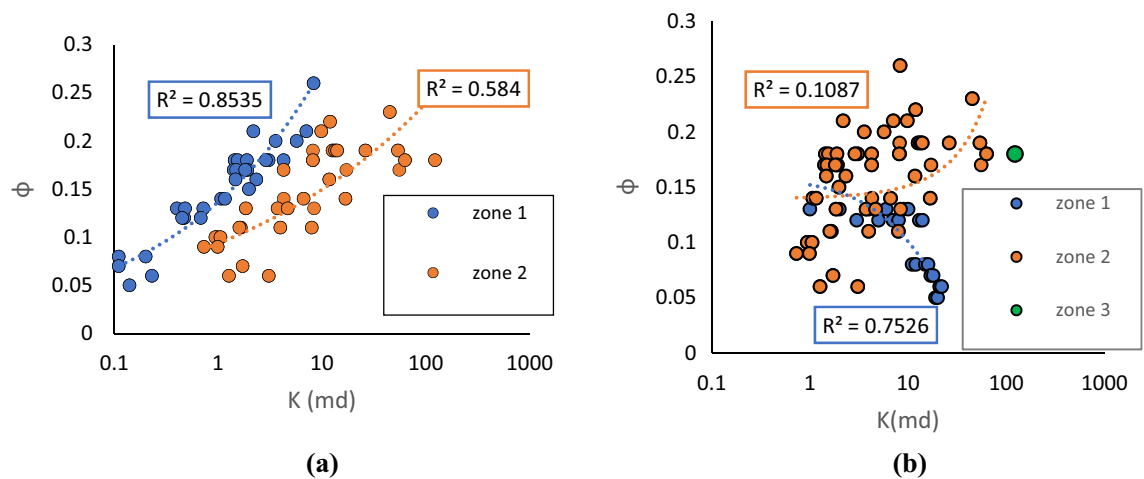 0.3
0.25
0.2
0.15
0.1
0.05
0
ϕ
R² = 0.8535
R² = 0.584
zone 1
zone 2
0.1 1 10 100 1000
K (md)
(a)
0.3
0.25
0.2
0.15
0.1
0.05
0
ϕ
R² = 0.1087
R² = 0.7526
zone 1
zone 2
zone 3
0.1 1 10 100 1000
K(md)
(b)